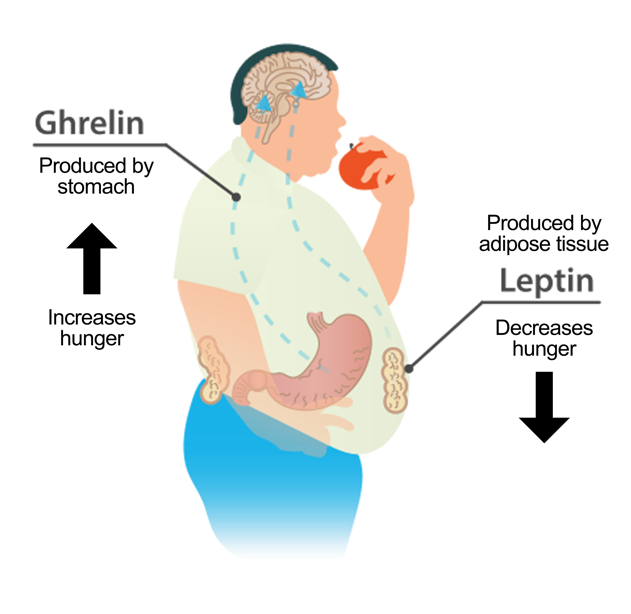 Ghrelin
Produced by
stomach
Increases
hunger
Produced by
adipose tissue
Leptin
Decreases
hunger